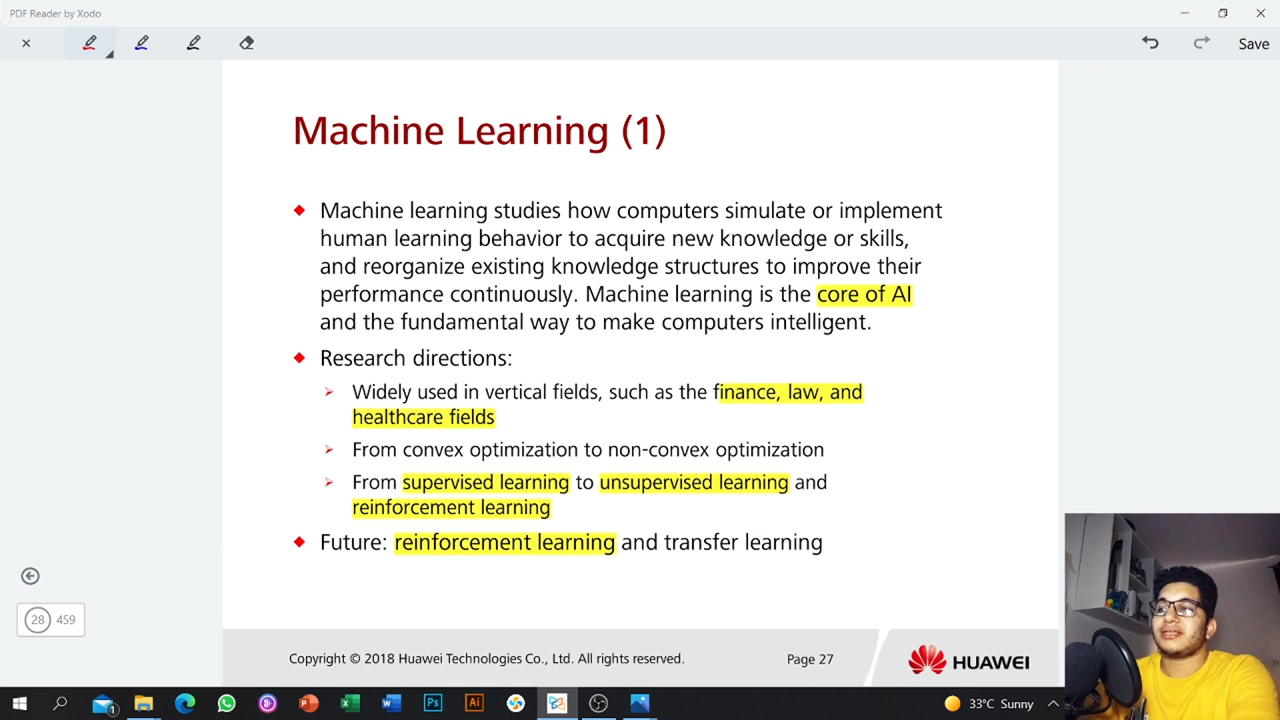 PDF Reader by Xodo
Save
Machine Learning (1)
Machine learning studies how computers simulate or implement
human learning behavior to acquire new knowledge or skills,
and reorganize existing knowledge structures to improve their
performance continuously. Machine learning is the core of AI
and the fundamental way to make computers intelligent.
Research directions:
Widely used in vertical fields, such as the finance, law, and
healthcare fields
From convex optimization to non-convex optimization
From supervised learning to unsupervised learning and
reinforcement learning
Future: reinforcement learning and transfer learning
28 459
Copyright © 2018 Huawei Technologies Co., Ltd. All rights reserved.
Page 27
HUAWEI
1
Ps
Ai
33°C Sunny